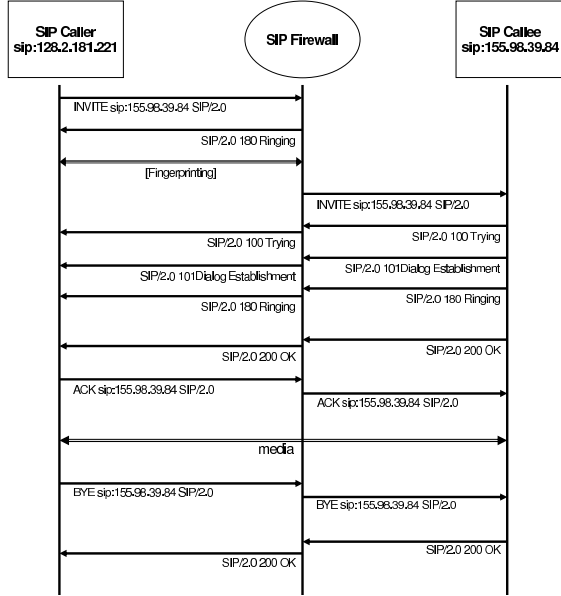 SIP Caller
sip:128.2.181.221
SIP Firewall
SIP Callee
sip:155.98.39.84
INVITE sip:155.98.39.84 SIP/2.0
SIP/2.0 180 Ringing
[Fingerprinting]
INVITE sip:155.98.39.84 SIP/2.0
SIP/2.0 100 Trying
SIP/2.0 100 Trying
SIP/2.0 101Dialog Establishment
SIP/2.0 101Dialog Establishment
SIP/2.0 180 Ringing
SIP/2.0 180 Ringing
SIP/2.0 200 OK
SIP/2.0 200 OK
ACK sip:155.98.39.84 SIP/2.0
ACK sip:155.98.39.84 SIP/2.0
media
BYE sip:155.98.39.84 SIP/2.0
BYE sip:155.98.39.84 SIP/2.0
SIP/2.0 200 OK
SIP/2.0 200 OK